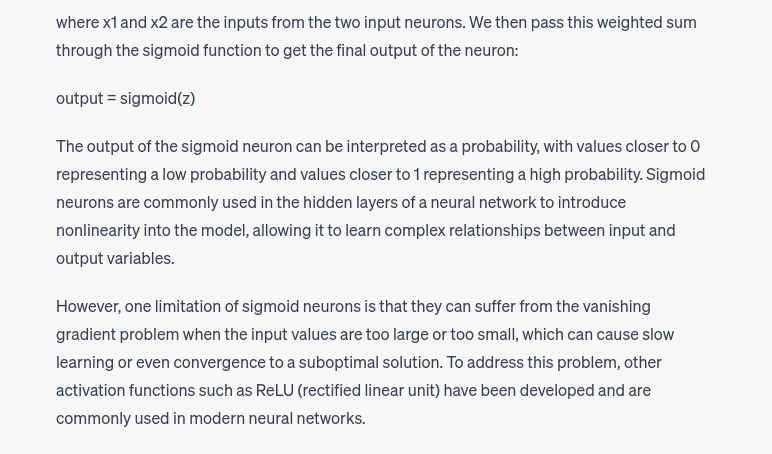 where x1 and x2 are the inputs from the two input neurons. We then pass this weighted sum
through the sigmoid function to get the final output of the neuron:
output = sigmoid(z)
The output of the sigmoid neuron can be interpreted as a probability, with values closer to 0
representing a low probability and values closer to 1 representing a high probability. Sigmoid
neurons are commonly used in the hidden layers of a neural network to introduce
nonlinearity into the model, allowing it to learn complex relationships between input and
output variables.
However, one limitation of sigmoid neurons is that they can suffer from the vanishing
gradient problem when the input values are too large or too small, which can cause slow
learning or even convergence to a suboptimal solution. To address this problem, other
activation functions such as ReLU (rectified linear unit) have been developed and are
commonly used in modern neural networks.